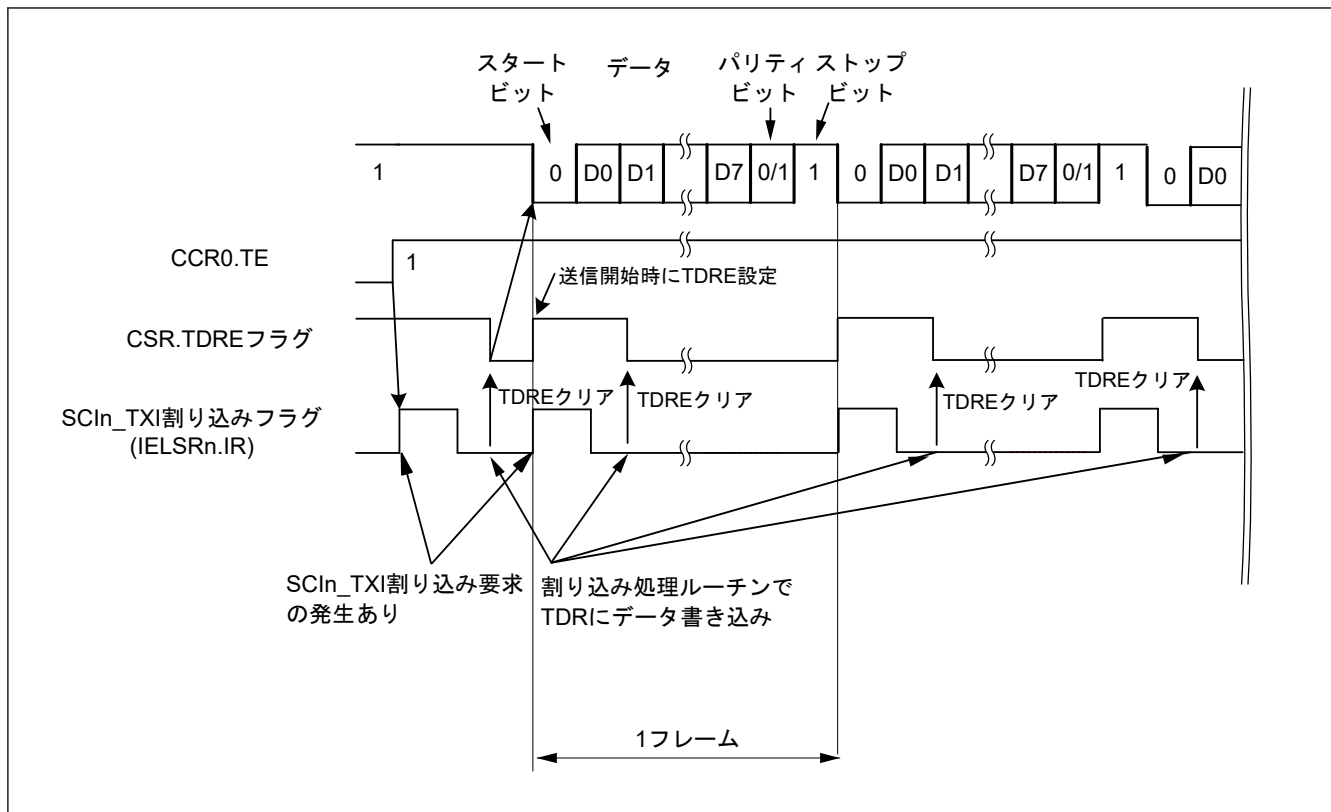 スタート
ビット
データ
パリティ
ビット
ストップ
ビット
1 0 D0 D1 D7 0/1 1 0 D0 D1 D7 0/1 1 0 D0
CCR0.TE
1
送信開始時にTDRE設定
CSR.TDREフラグ
TDREクリア
TDREクリア
TDREクリア
TDREクリア
SCIn_TXI割り込みフラグ
(IELSRn.IR)
SCIn_TXI割り込み要求
の発生あり
割り込み処理ルーチンで
TDRにデータ書き込み
1フレーム